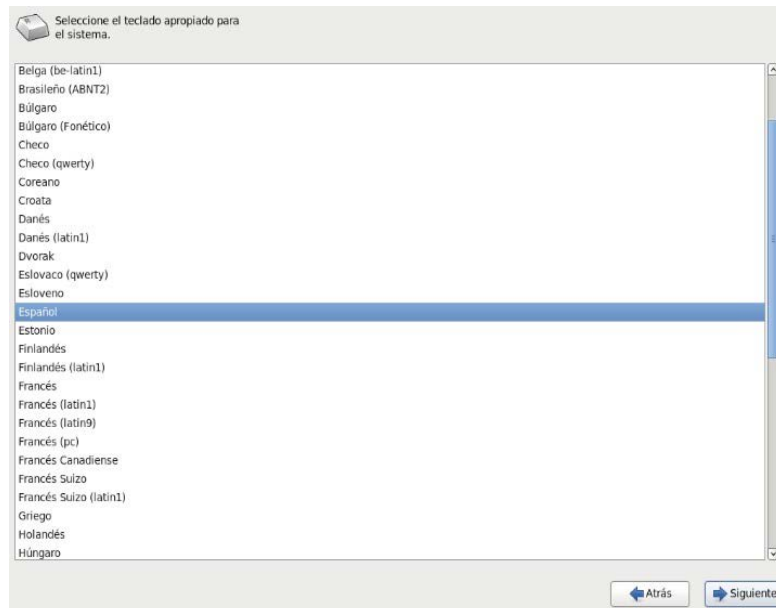 Seleccione el teclado apropiado para
el sistema.
Belga (be-latin1)
Brasileño (ABNT2)
Búlgaro
Búlgaro (Fonético)
Checo
Checo (qwerty)
Coreano
Croata
Danés
Danés (latin1)
Dvorak
Eslovaco (qwerty)
Esloveno
Español
Estonio
Finlandés
Finlandés (latin1)
Francés
Francés (latin1)
Francés (latin9)
Francés (pc)
Francés Canadiense
Francés Suizo
Francés Suizo (latin1)
Griego
Holandés
Húngaro
Atrás Siguiente